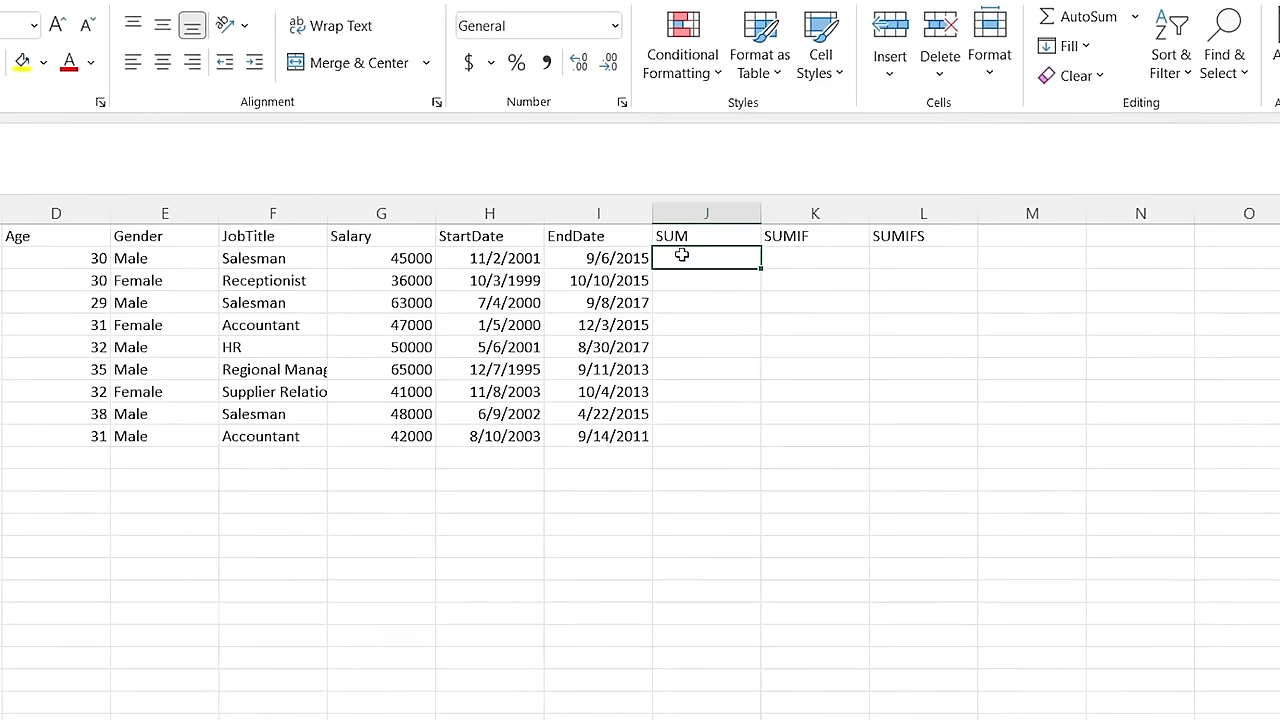 General
Wrap Text
Merge & Center
A A
A
$ % , .00 .00
ab
Conditional Formatting
Format as Table
Cell Styles
Insert
Delete
Format
AutoSum
Fill
Clear
Sort & Filter
Find & Select
Alignment
Number
Styles
Cells
Editing
D E F G H I J K L M N O
Age Gender JobTitle Salary StartDate EndDate SUM SUMIF SUMIFS
30 Male Salesman 45000 11/2/2001 9/6/2015
30 Female Receptionist 36000 10/3/1999 10/10/2015
29 Male Salesman 63000 7/4/2000 9/8/2017
31 Female Accountant 47000 1/5/2000 12/3/2015
32 Male HR 50000 5/6/2001 8/30/2017
35 Male Regional Manag 65000 12/7/1995 9/11/2013
32 Female Supplier Relatio 41000 11/8/2003 10/4/2013
38 Male Salesman 48000 6/9/2002 4/22/2015
31 Male Accountant 42000 8/10/2003 9/14/2011